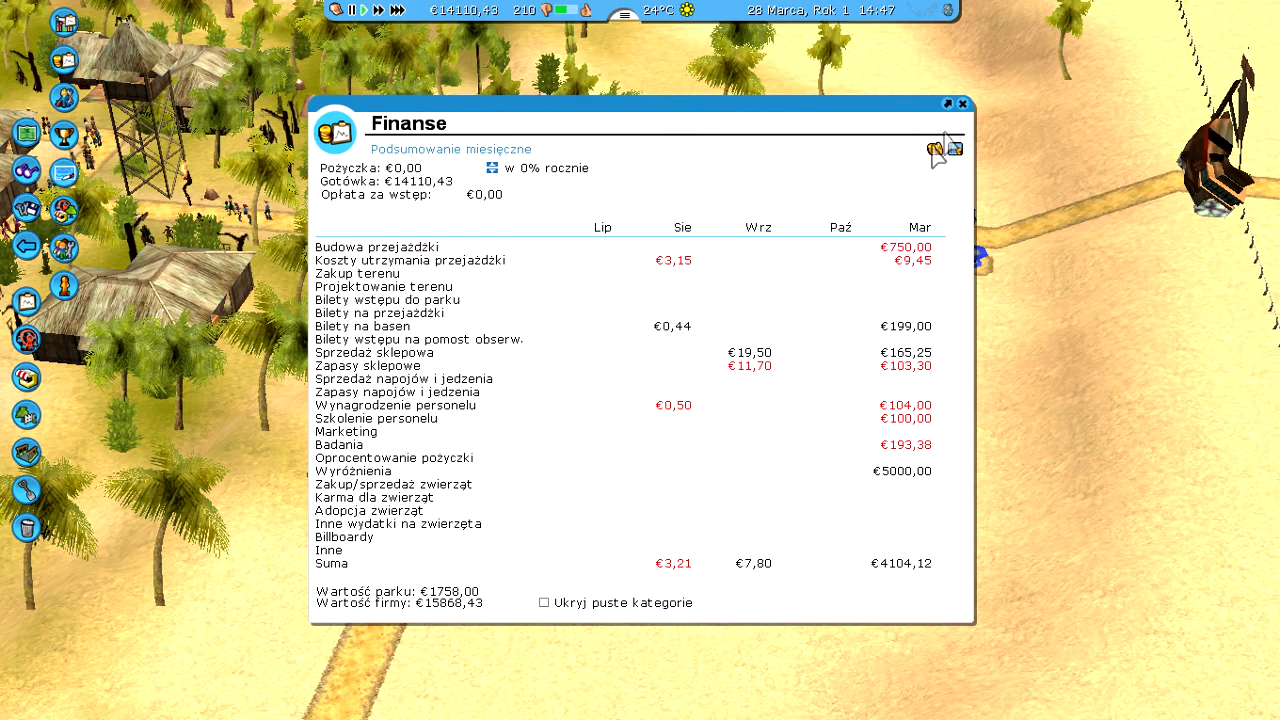 €14110,43 210 24°C 28 Marca, Rok 1 14:47
Finanse
Podsumowanie miesięczne
Pożyczka: €0,00 w 0% rocznie
Gotówka: €14110,43
Opłata za wstęp: €0,00
Lip Sie Wrz Paź Mar
Budowa przejażdżki €750,00
Koszty utrzymania przejażdżki €3,15 €9,45
Zakup terenu
Projektowanie terenu
Bilety wstępu do parku
Bilety na przejażdżki
Bilety na basen €0,44 €199,00
Bilety wstępu na pomost obserw.
Sprzedaż sklepowa €19,50 €165,25
Zapasy sklepowe €11,70 €103,30
Sprzedaż napojów i jedzenia
Zapasy napojów i jedzenia
Wynagrodzenie personelu €0,50 €104,00
Szkolenie personelu €100,00
Marketing
Badania €193,38
Oprocentowanie pożyczki
Wyróżnienia €5000,00
Zakup/sprzedaż zwierząt
Karma dla zwierząt
Adopcja zwierząt
Inne wydatki na zwierzęta
Billboardy
Inne
Suma €3,21 €7,80 €4104,12
Wartość parku: €1758,00
Wartość firmy: €15868,43 Ukryj puste kategorie